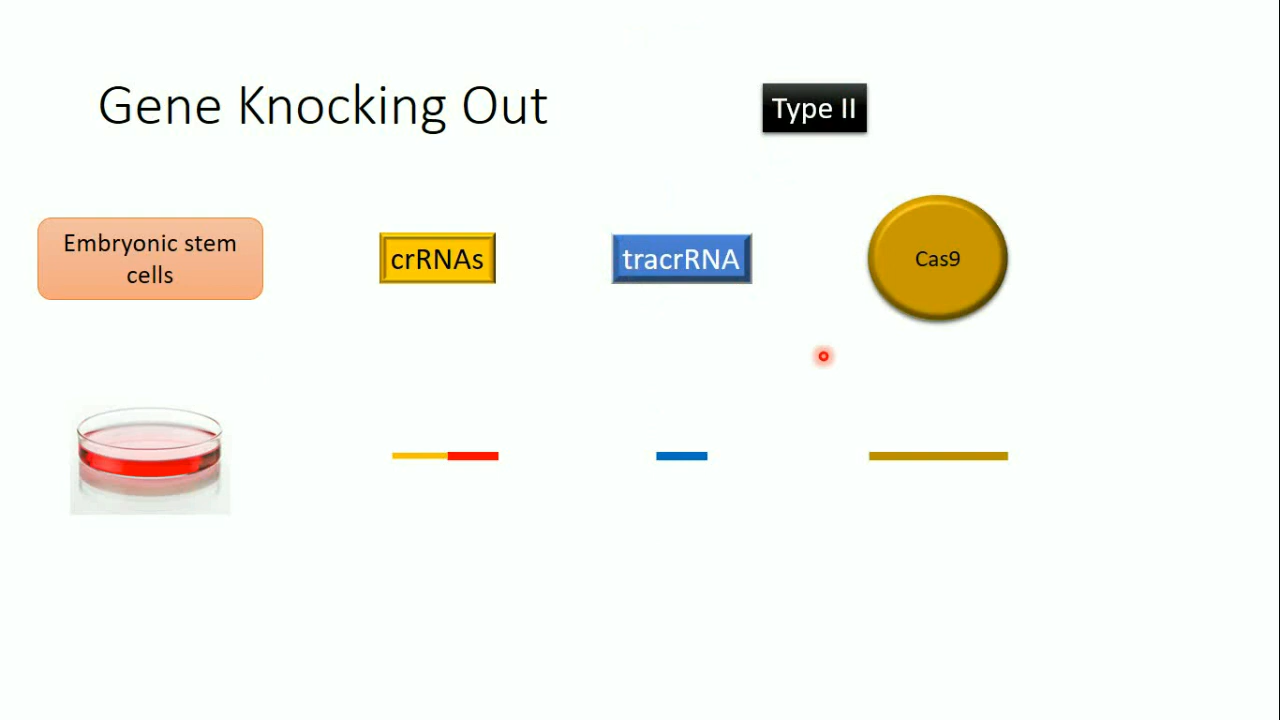 Gene Knocking Out
Type II
Embryonic stem
cells
crRNAs
tracrRNA
Cas9